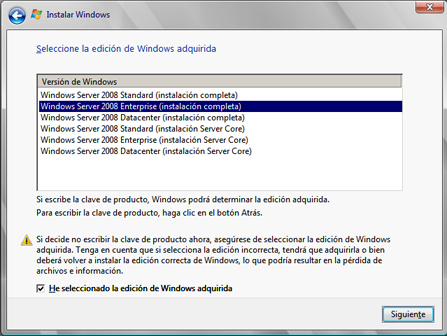 Instalar Windows
Seleccione la edición de Windows adquirida
Versión de Windows
Windows Server 2008 Standard (instalación completa)
Windows Server 2008 Enterprise (instalación completa)
Windows Server 2008 Datacenter (instalación completa)
Windows Server 2008 Standard (instalación Server Core)
Windows Server 2008 Enterprise (instalación Server Core)
Windows Server 2008 Datacenter (instalación Server Core)
Si escribe la clave de producto, Windows podrá determinar la edición adquirida.
Para escribir la clave de producto, haga clic en el botón Atrás.
Si decide no escribir la clave de producto ahora, asegúrese de seleccionar la edición de Windows
adquirida. Tenga en cuenta que si selecciona la edición incorrecta, tendrá que adquirirla o bien
deberá volver a instalar la edición correcta de Windows, lo que podría resultar en la pérdida de
archivos e información.
He seleccionado la edición de Windows adquirida
Siguiente